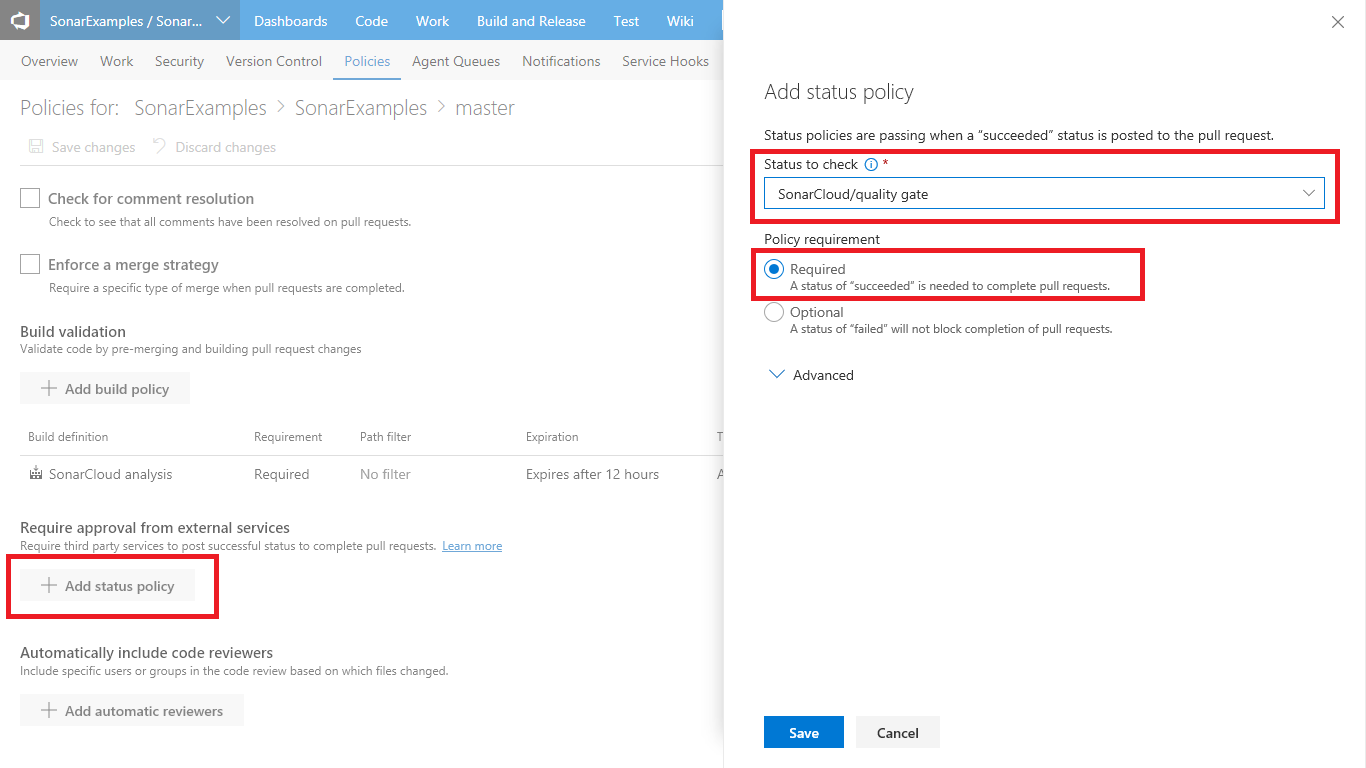 SonarExamples / Sonar...
Dashboards
Code
Work
Build and Release
Test
Wiki
Overview
Work
Security
Version Control
Policies
Agent Queues
Notifications
Service Hooks
Policies for: SonarExamples > SonarExamples > master
Save changes
Discard changes
Check for comment resolution
Check to see that all comments have been resolved on pull requests.
Enforce a merge strategy
Require a specific type of merge when pull requests are completed.
Build validation
Validate code by pre-merging and building pull request changes
Add build policy
Build definition
Requirement
Path filter
Expiration
T
SonarCloud analysis
Required
No filter
Expires after 12 hours
A
Require approval from external services
Require third party services to post successful status to complete pull requests. Learn more
Add status policy
Automatically include code reviewers
Include specific users or groups in the code review based on which files changed.
Add automatic reviewers
Add status policy
Status policies are passing when a “succeeded” status is posted to the pull request.
Status to check *
SonarCloud/quality gate
Policy requirement
Required
A status of “succeeded” is needed to complete pull requests.
Optional
A status of “failed” will not block completion of pull requests.
Advanced
Save
Cancel